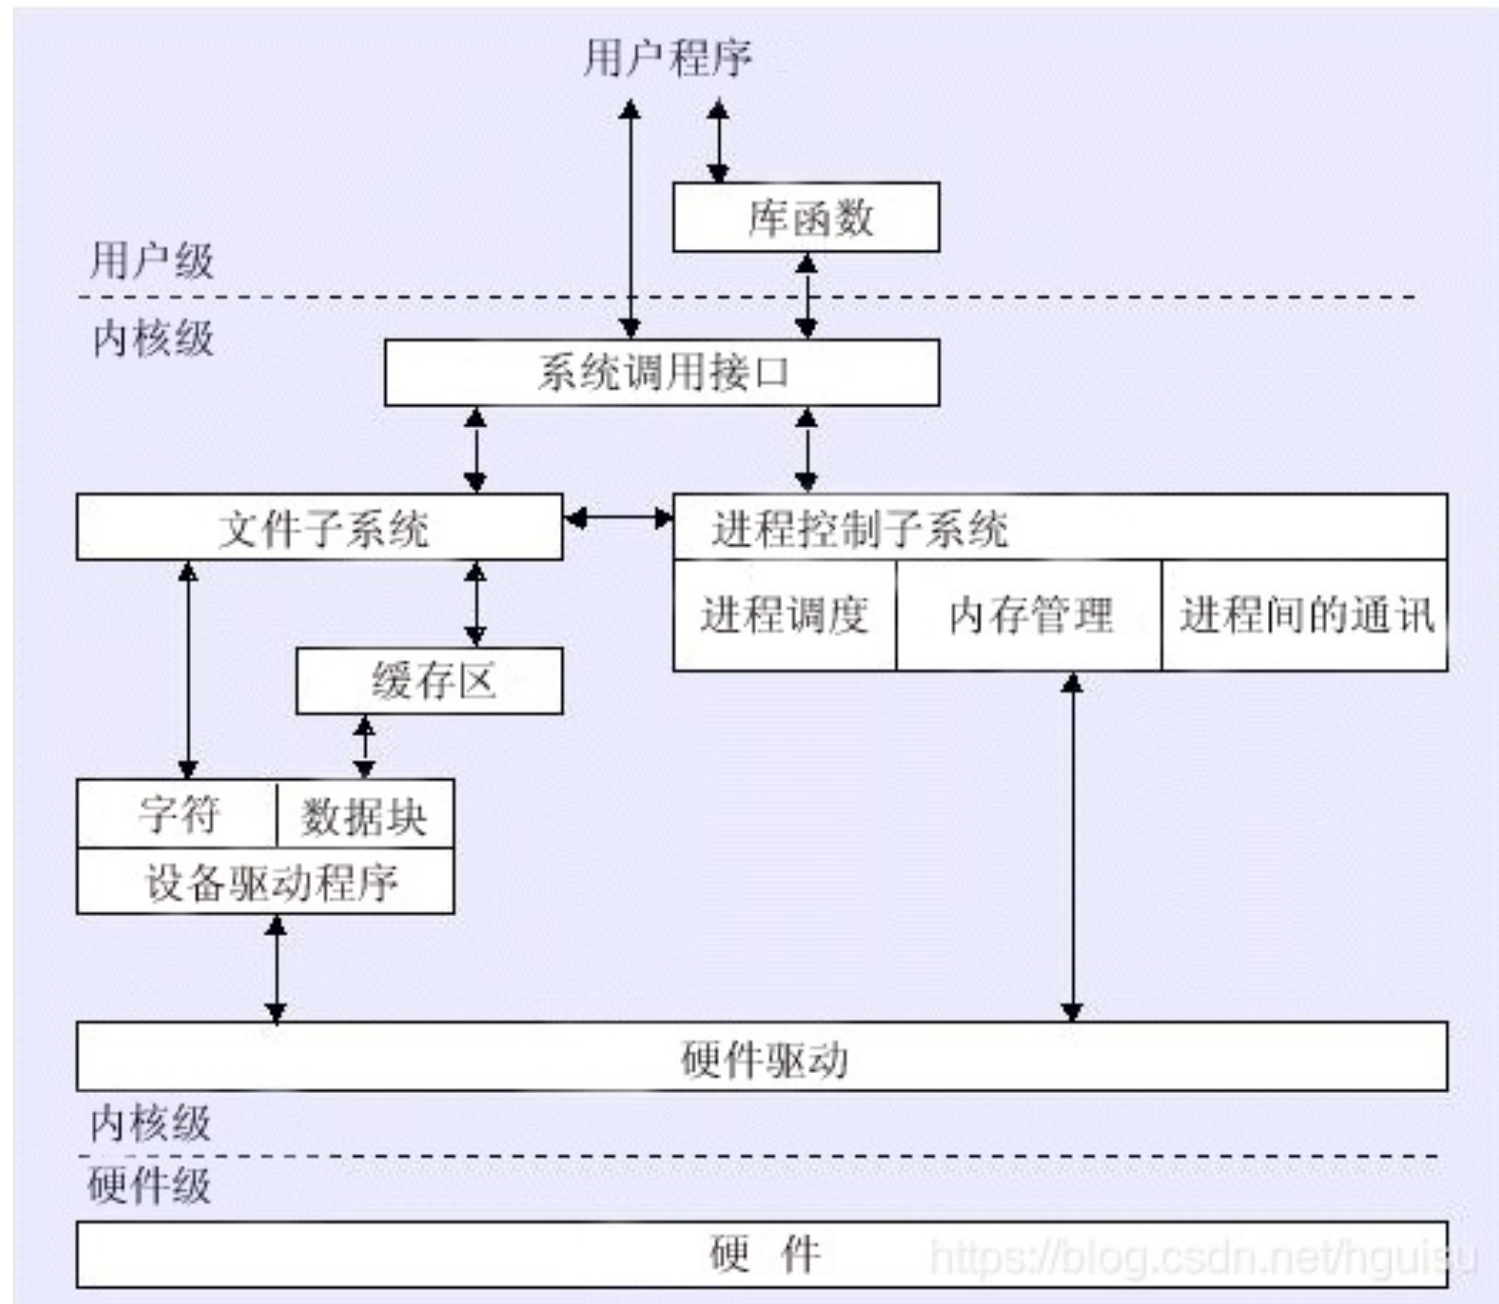 用户程序
库函数
用户级
内核级
系统调用接口
文件子系统
进程控制子系统
进程调度
内存管理
进程间的通讯
缓存区
字符
数据块
设备驱动程序
硬件驱动
内核级
硬件级
硬 件
https://blog.csdn.net/hguisu